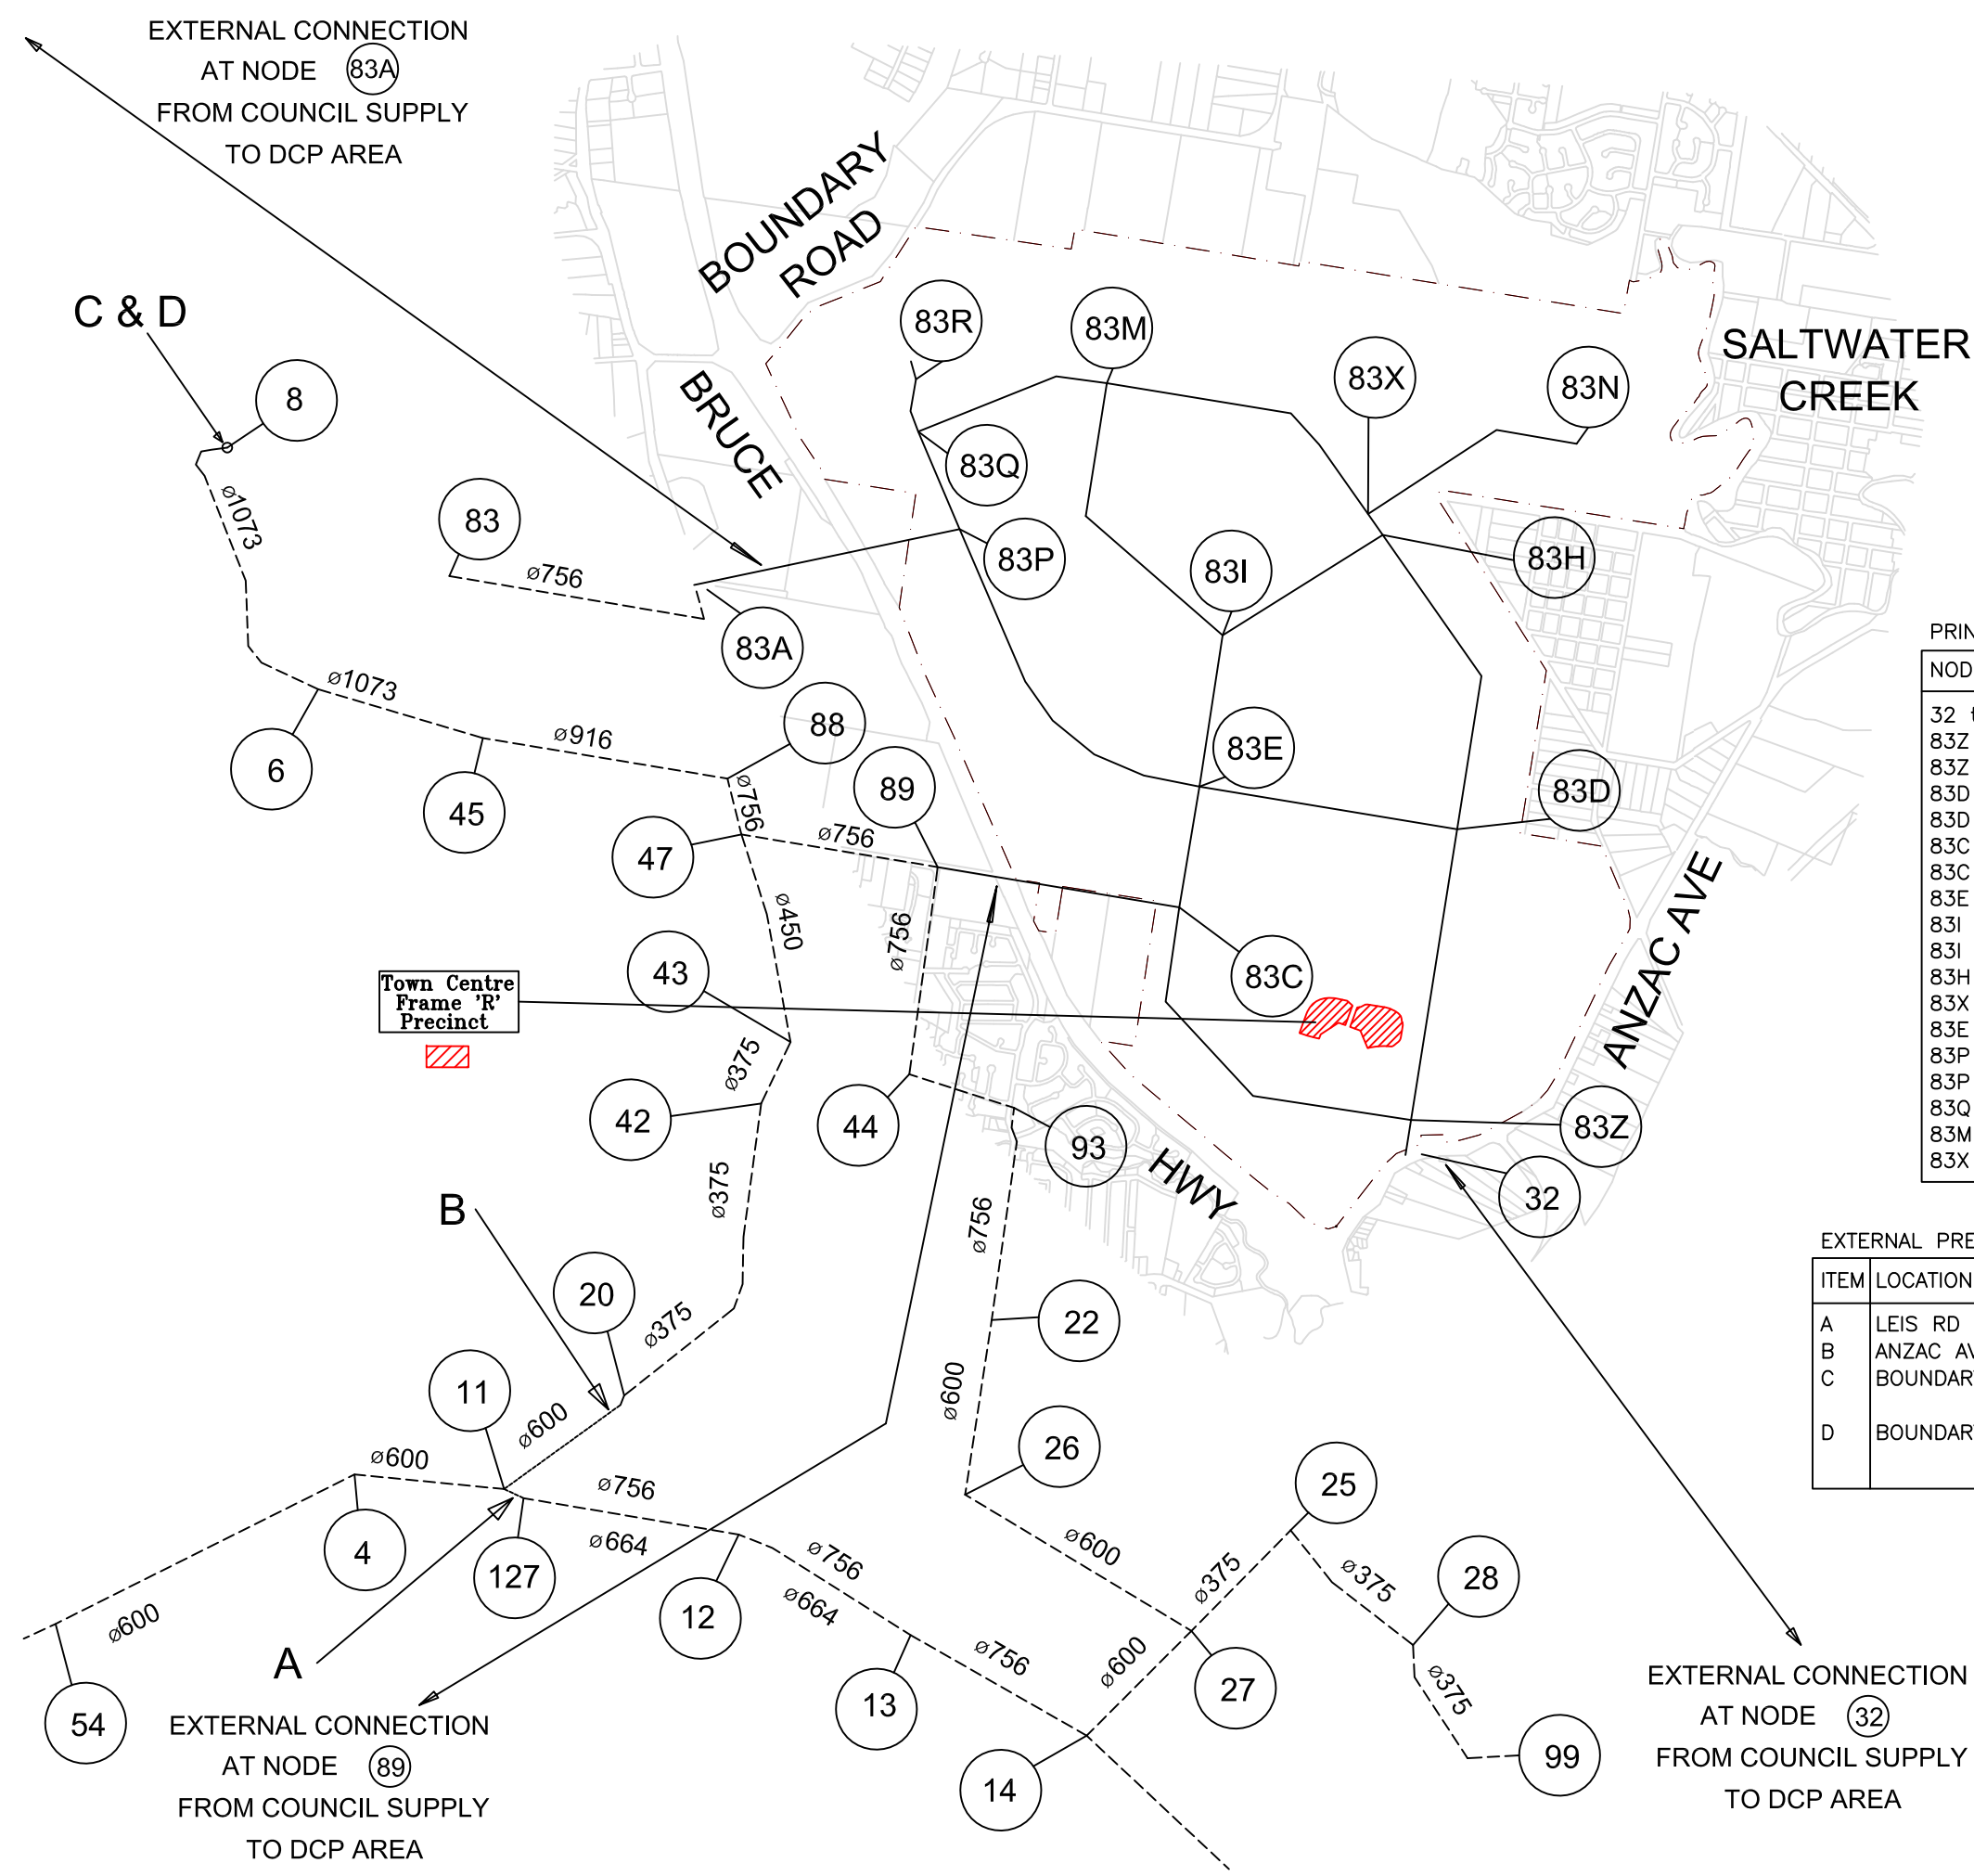 EXTERNAL CONNECTION
AT NODE 83A
FROM COUNCIL SUPPLY
TO DCP AREA
BOUNDARY
ROAD
C & D
BRUCE
SALTWATER
CREEK
83R
83M
83X
83N
8
83Q
ø1073
83
ø756
83P
83I
83H
83A
ø1073
6
ø916
45
88
ø756
89
83E
83D
47
ø756
ø450
ø756
43
83C
ANZAC AVE
Town Centre
Frame 'R'
Precinct
ø375
42
44
93
83Z
HWY
32
ø375
B
ø756
20
ø375
22
11
ø600
ø600
26
ø600
ø756
25
4
127
ø664
12
ø756
ø664
ø600
ø375
ø375
28
54
ø600
A
13
ø756
ø600
27
ø375
14
99
EXTERNAL CONNECTION
AT NODE 89
FROM COUNCIL SUPPLY
TO DCP AREA
EXTERNAL CONNECTION
AT NODE 32
FROM COUNCIL SUPPLY
TO DCP AREA
PRIN
NOD
32
83Z
83Z
83D
83D
83C
83C
83E
83I
83I
83H
83X
83E
83P
83P
83Q
83M
83X
EXTERNAL PRE
ITEM LOCATION
A LEIS RD
B ANZAC AV
C BOUNDAR
D BOUNDAR